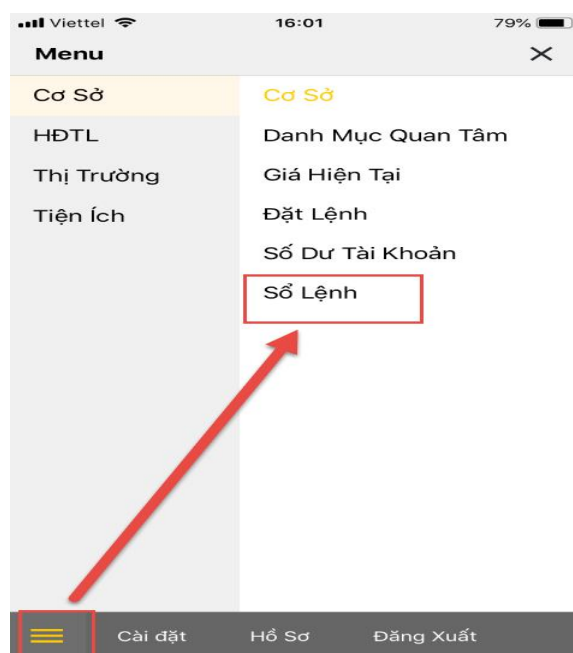 Viettel 16:01 79%
Menu
Cơ Sở
HĐTL
Thị Trường
Tiện Ích
Cơ Sở
Danh Mục Quan Tâm
Giá Hiện Tại
Đặt Lệnh
Số Dư Tài Khoản
Sổ Lệnh
Cài đặt Hồ Sơ Đăng Xuất